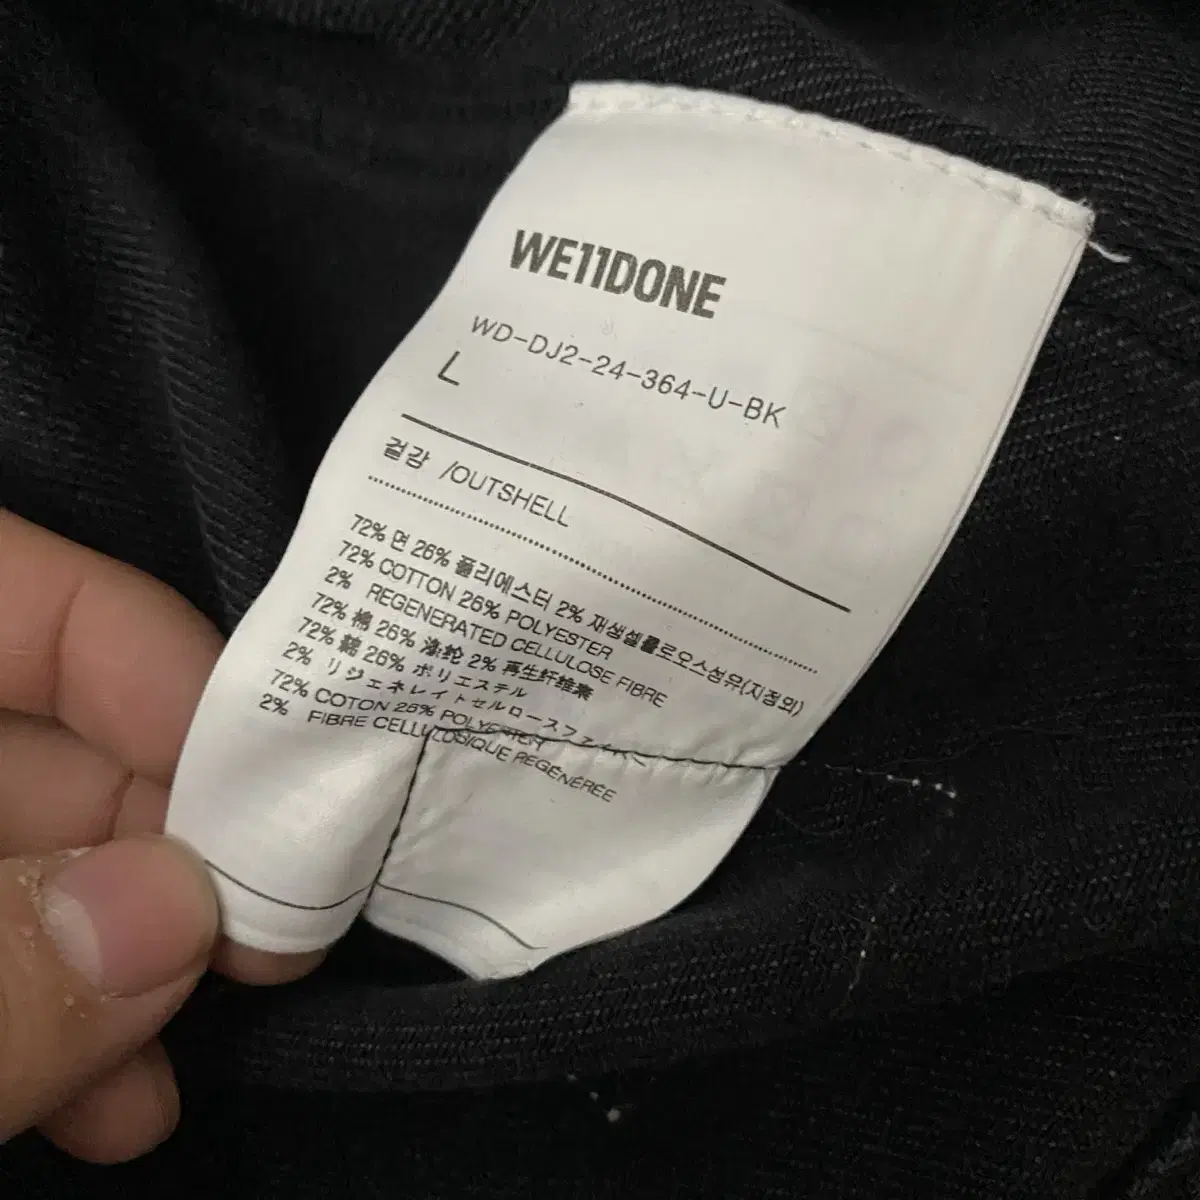 WE11DONE
WD-DJ2-24-364-U-BK
L
겉감 /OUTSHELL
72% 면 26% 폴리에스터 2% 재생셀룰로오스섬유(지정외)
72% COTTON 26% POLYESTER
2% REGENERATED CELLULOSE FIBRE
72% 棉 26% 涤纶 2% 再生纤维素
72% 綿 26% ポリエステル
2% リジェネレイトセルロースファイバー
72% COTON 26% POLYESTER
2% FIBRE CELLULOSIQUE RÉGÉNÉRÉE